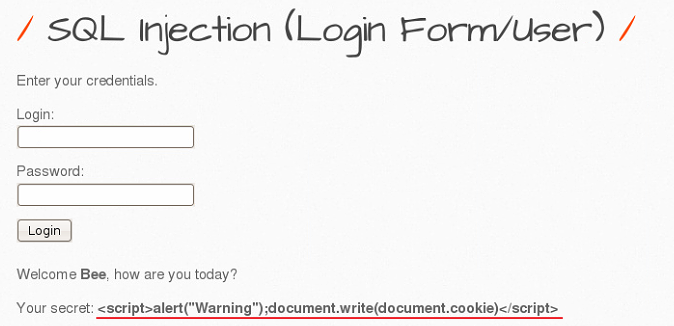 / SQL Injection (Login Form/User) /
Enter your credentials.
Login:
Password:
Login
Welcome Bee, how are you today?
Your secret: <script>alert("Warning");document.write(document.cookie)</script>